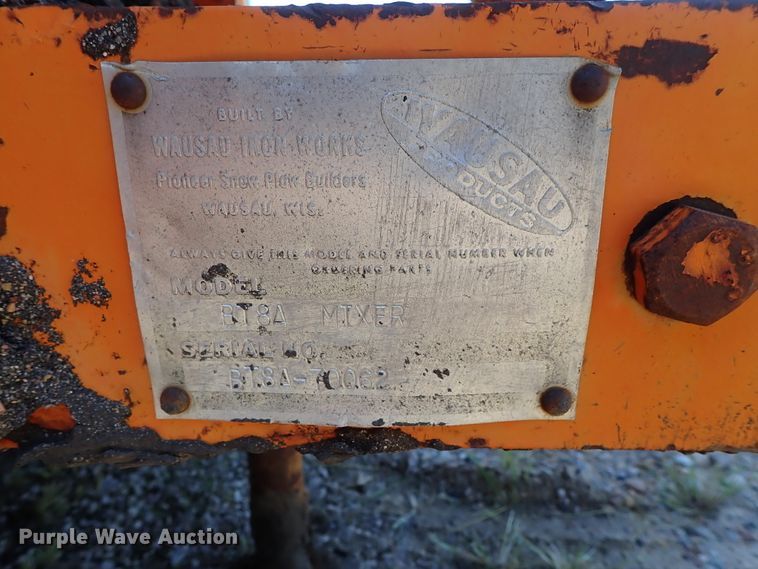 BUILT BY
WAUSAU IRON WORKS
Pioneer Snow Plow Builders
WAUSAU, WIS.
WAUSAU
PRODUCTS
ALWAYS GIVE THIS MODEL AND SERIAL NUMBER WHEN
ORDERING PARTS
MODEL
BT8A MIXER
SERIAL NO.
BT8A-70062
Purple Wave Auction